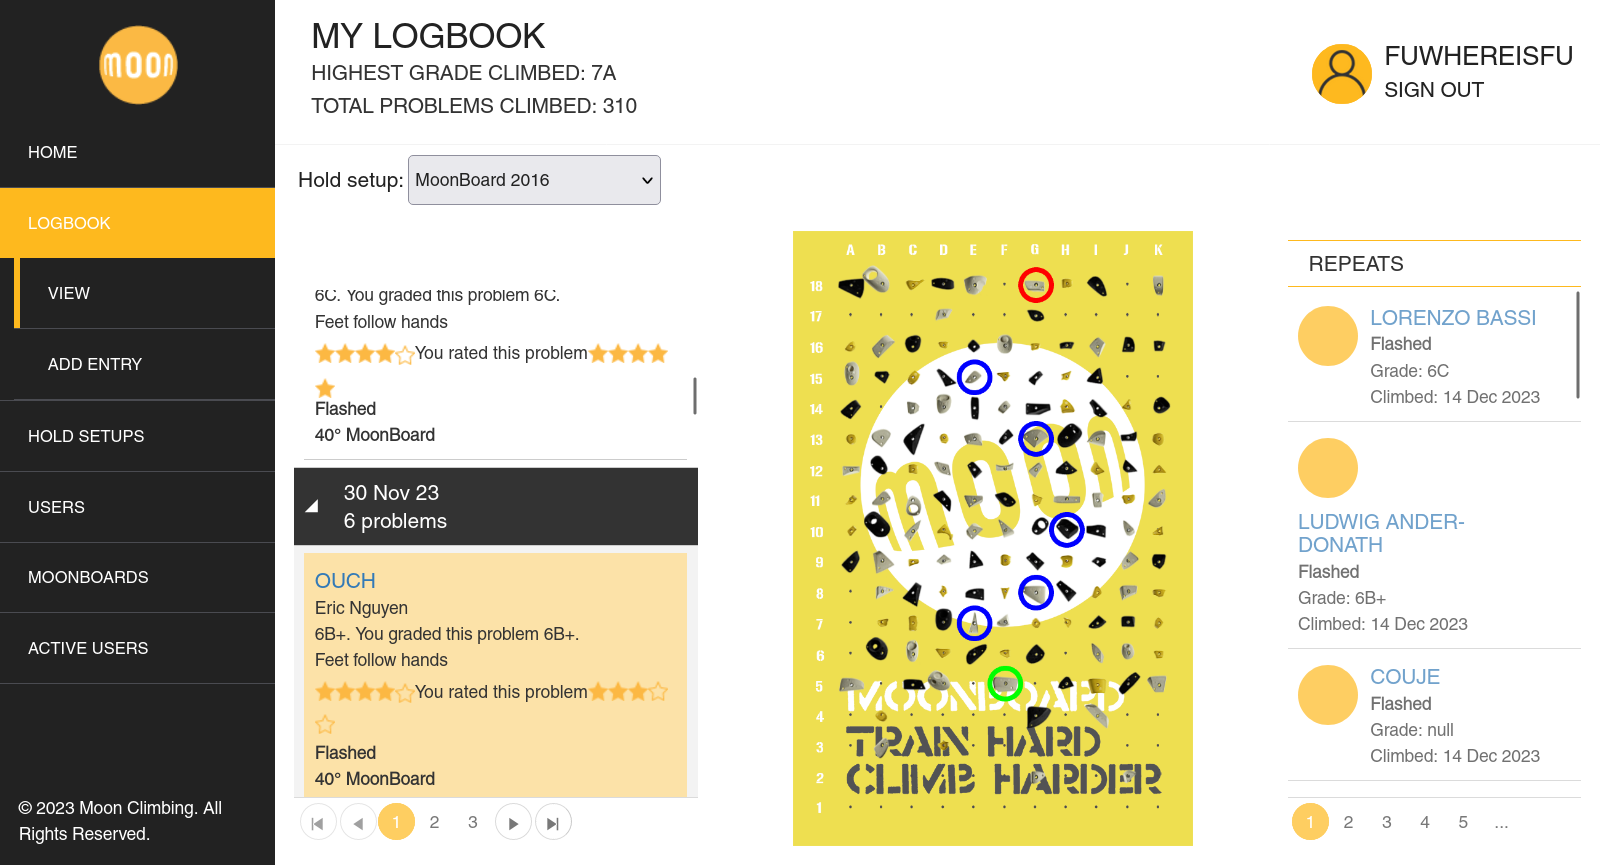 moon
HOME
LOGBOOK
VIEW
ADD ENTRY
HOLD SETUPS
USERS
MOONBOARDS
ACTIVE USERS
© 2023 Moon Climbing. All
Rights Reserved.
MY LOGBOOK
HIGHEST GRADE CLIMBED: 7A
TOTAL PROBLEMS CLIMBED: 310
FUWHEREISFU
SIGN OUT
Hold setup: MoonBoard 2016
6C. You graded this problem 6C.
Feet follow hands
You rated this problem
Flashed
40° MoonBoard
30 Nov 23
6 problems
OUCH
Eric Nguyen
6B+. You graded this problem 6B+.
Feet follow hands
You rated this problem
Flashed
40° MoonBoard
1 2 3
A B C D E F G H I J K
18
17
16
15
14
13
12
11
10
9
8
7
6
5
4
3
2
1
moon
MOONBOARD
TRAIN HARD
CLIMB HARDER
REPEATS
LORENZO BASSI
Flashed
Grade: 6C
Climbed: 14 Dec 2023
LUDWIG ANDER-
DONATH
Flashed
Grade: 6B+
Climbed: 14 Dec 2023
COUJE
Flashed
Grade: null
Climbed: 14 Dec 2023
1 2 3 4 5 ...